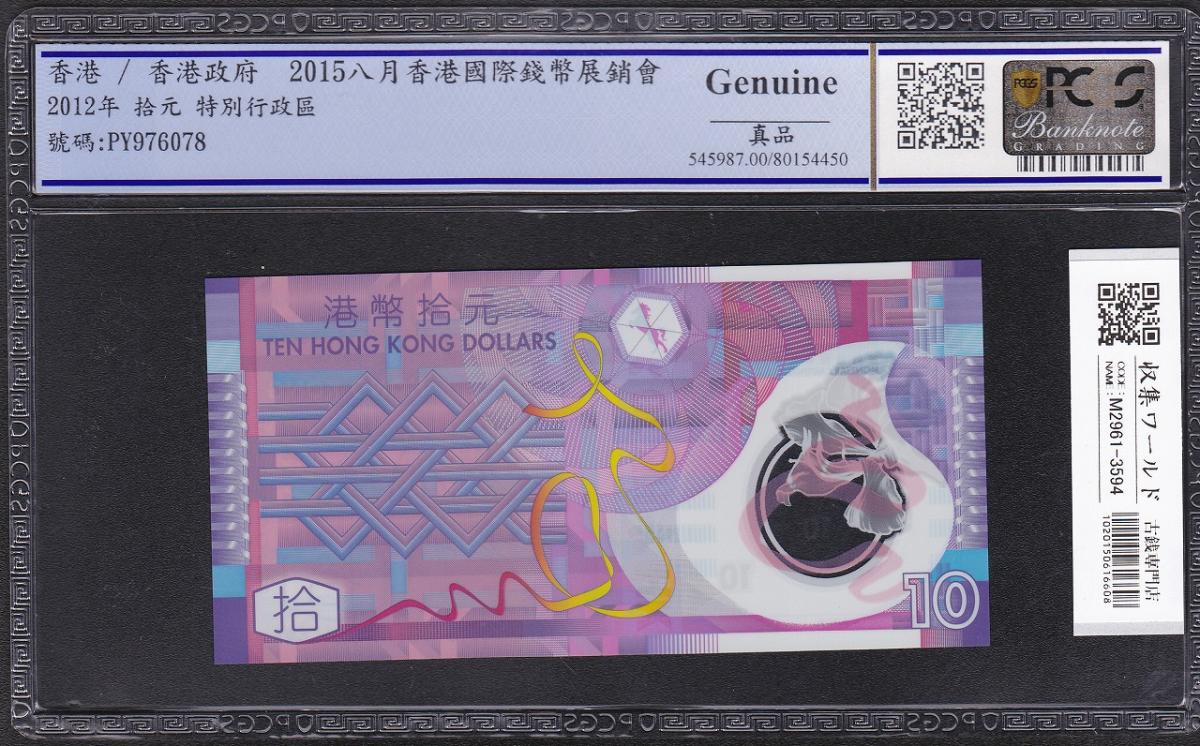 香港 / 香港政府 2015八月香港國際錢幣展銷會
2012年 拾元 特別行政區
號碼:PY976078
Genuine
真品
545987.00/80154450
PCGS
PCGS
Banknote
GRADING
港幣拾元
TEN HONG KONG DOLLARS
拾
10
収集ワールド 古銭専門店
CODE: M2961-3594
NAME:
1020150616608